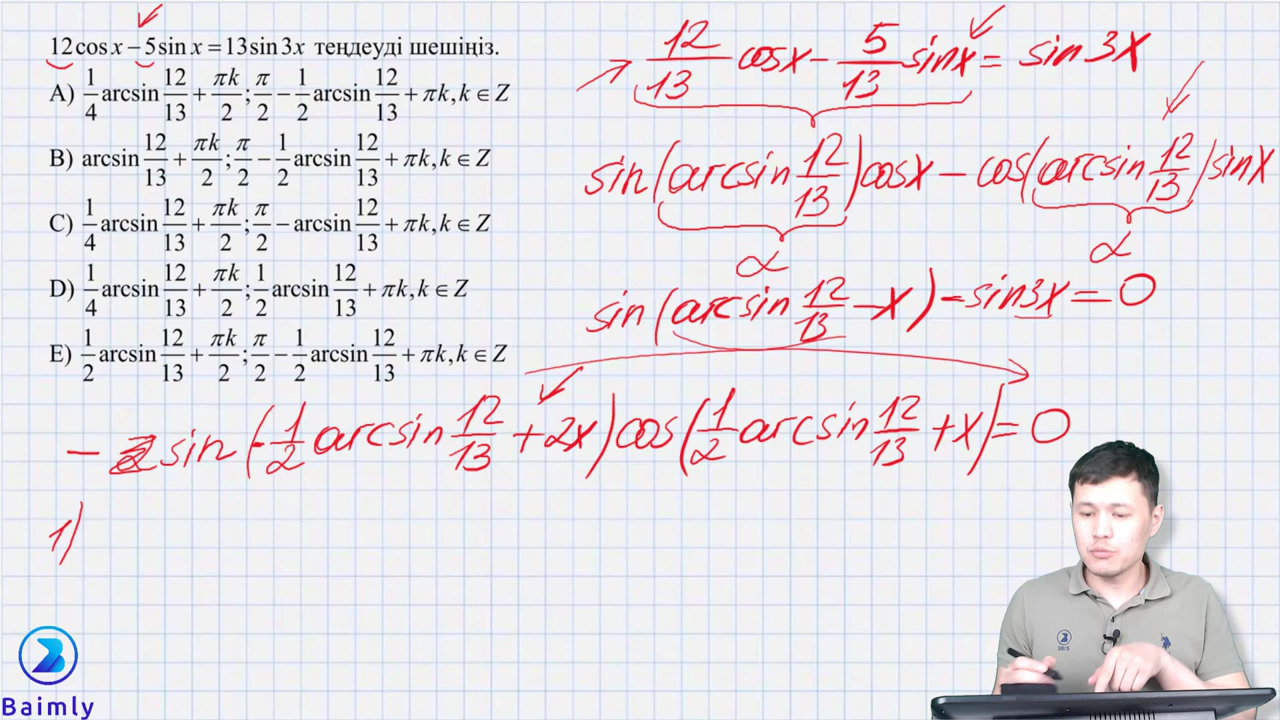 12cos x − 5sin x = 13sin 3x теңдеуді шешіңіз.
A) 1/4 arcsin 12/13 + πk/2; π/2 − 1/2 arcsin 12/13 + πk, k ∈ Z
B) arcsin 12/13 + πk/2; π/2 − 1/2 arcsin 12/13 + πk, k ∈ Z
C) 1/4 arcsin 12/13 + πk/2; π/2 − arcsin 12/13 + πk, k ∈ Z
D) 1/4 arcsin 12/13 + πk/2; 1/2 arcsin 12/13 + πk, k ∈ Z
E) 1/2 arcsin 12/13 + πk/2; π/2 − 1/2 arcsin 12/13 + πk, k ∈ Z
12/13 cosx − 5/13 sinx = sin 3x
sin(arcsin 12/13)cosx − cos(arcsin 12/13)sinx
α α
sin(arcsin 12/13 − x) − sin3x = 0
− 2 sin(−1/2 arcsin 12/13 + 2x)cos(1/2 arcsin 12/13 + x) = 0
1)
Baimly